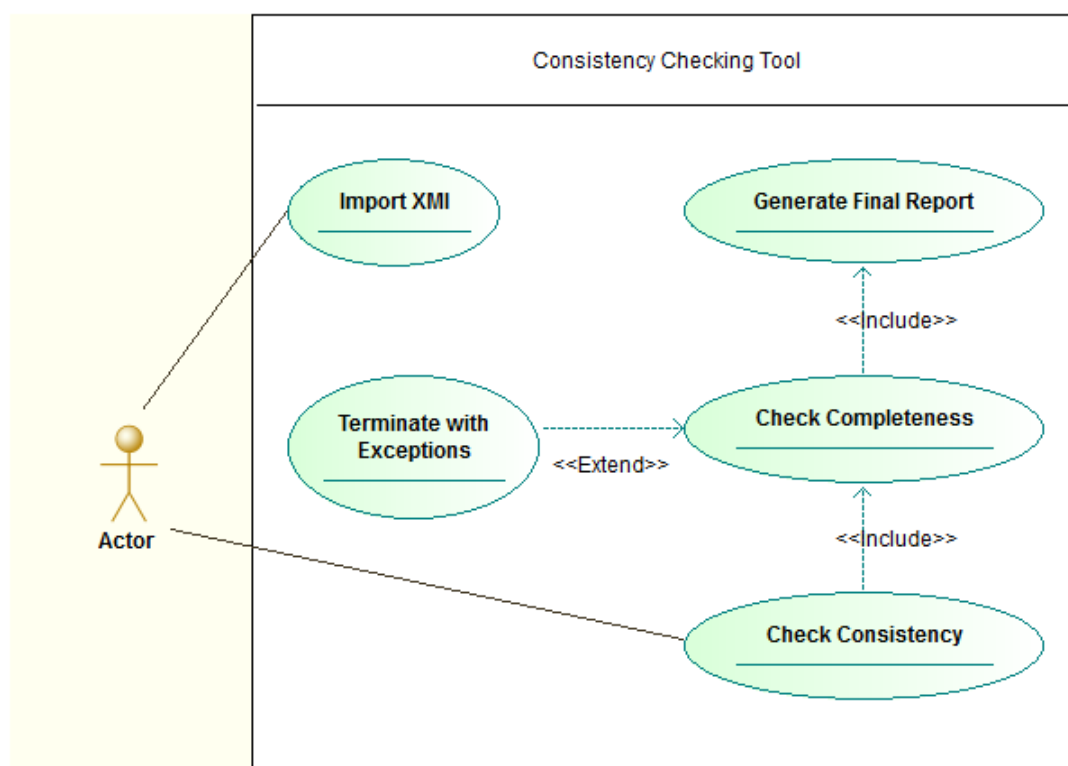 Consistency Checking Tool
Import XMI
Generate Final Report
<<Include>>
Terminate with
Exceptions
Check Completeness
<<Extend>>
<<Include>>
Actor
Check Consistency